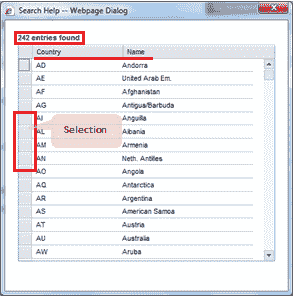 Search Help -- Webpage Dialog
242 entries found
Country Name
AD Andorra
AE United Arab Em.
AF Afghanistan
AG Antigua/Barbuda
AI Anguilla
AL Albania
AM Armenia
AN Neth. Antilles
AO Angola
AQ Antarctica
AR Argentina
AS American Samoa
AT Austria
AU Australia
AW Aruba
Selection